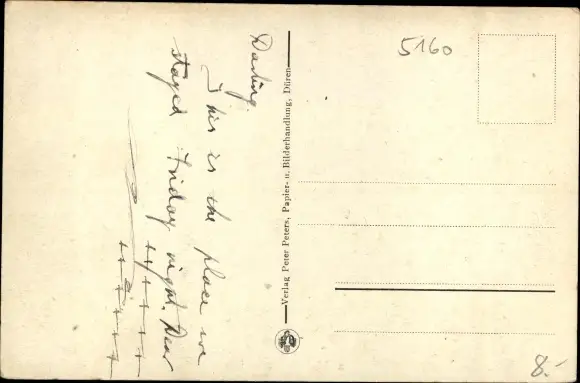 Darling,
This is the place we
stayed Friday night. Dear
+ + + + + +
+ + + + + +
Verlag Peter Peters, Papier- u. Bilderhandlung, Düren
5160
8.-